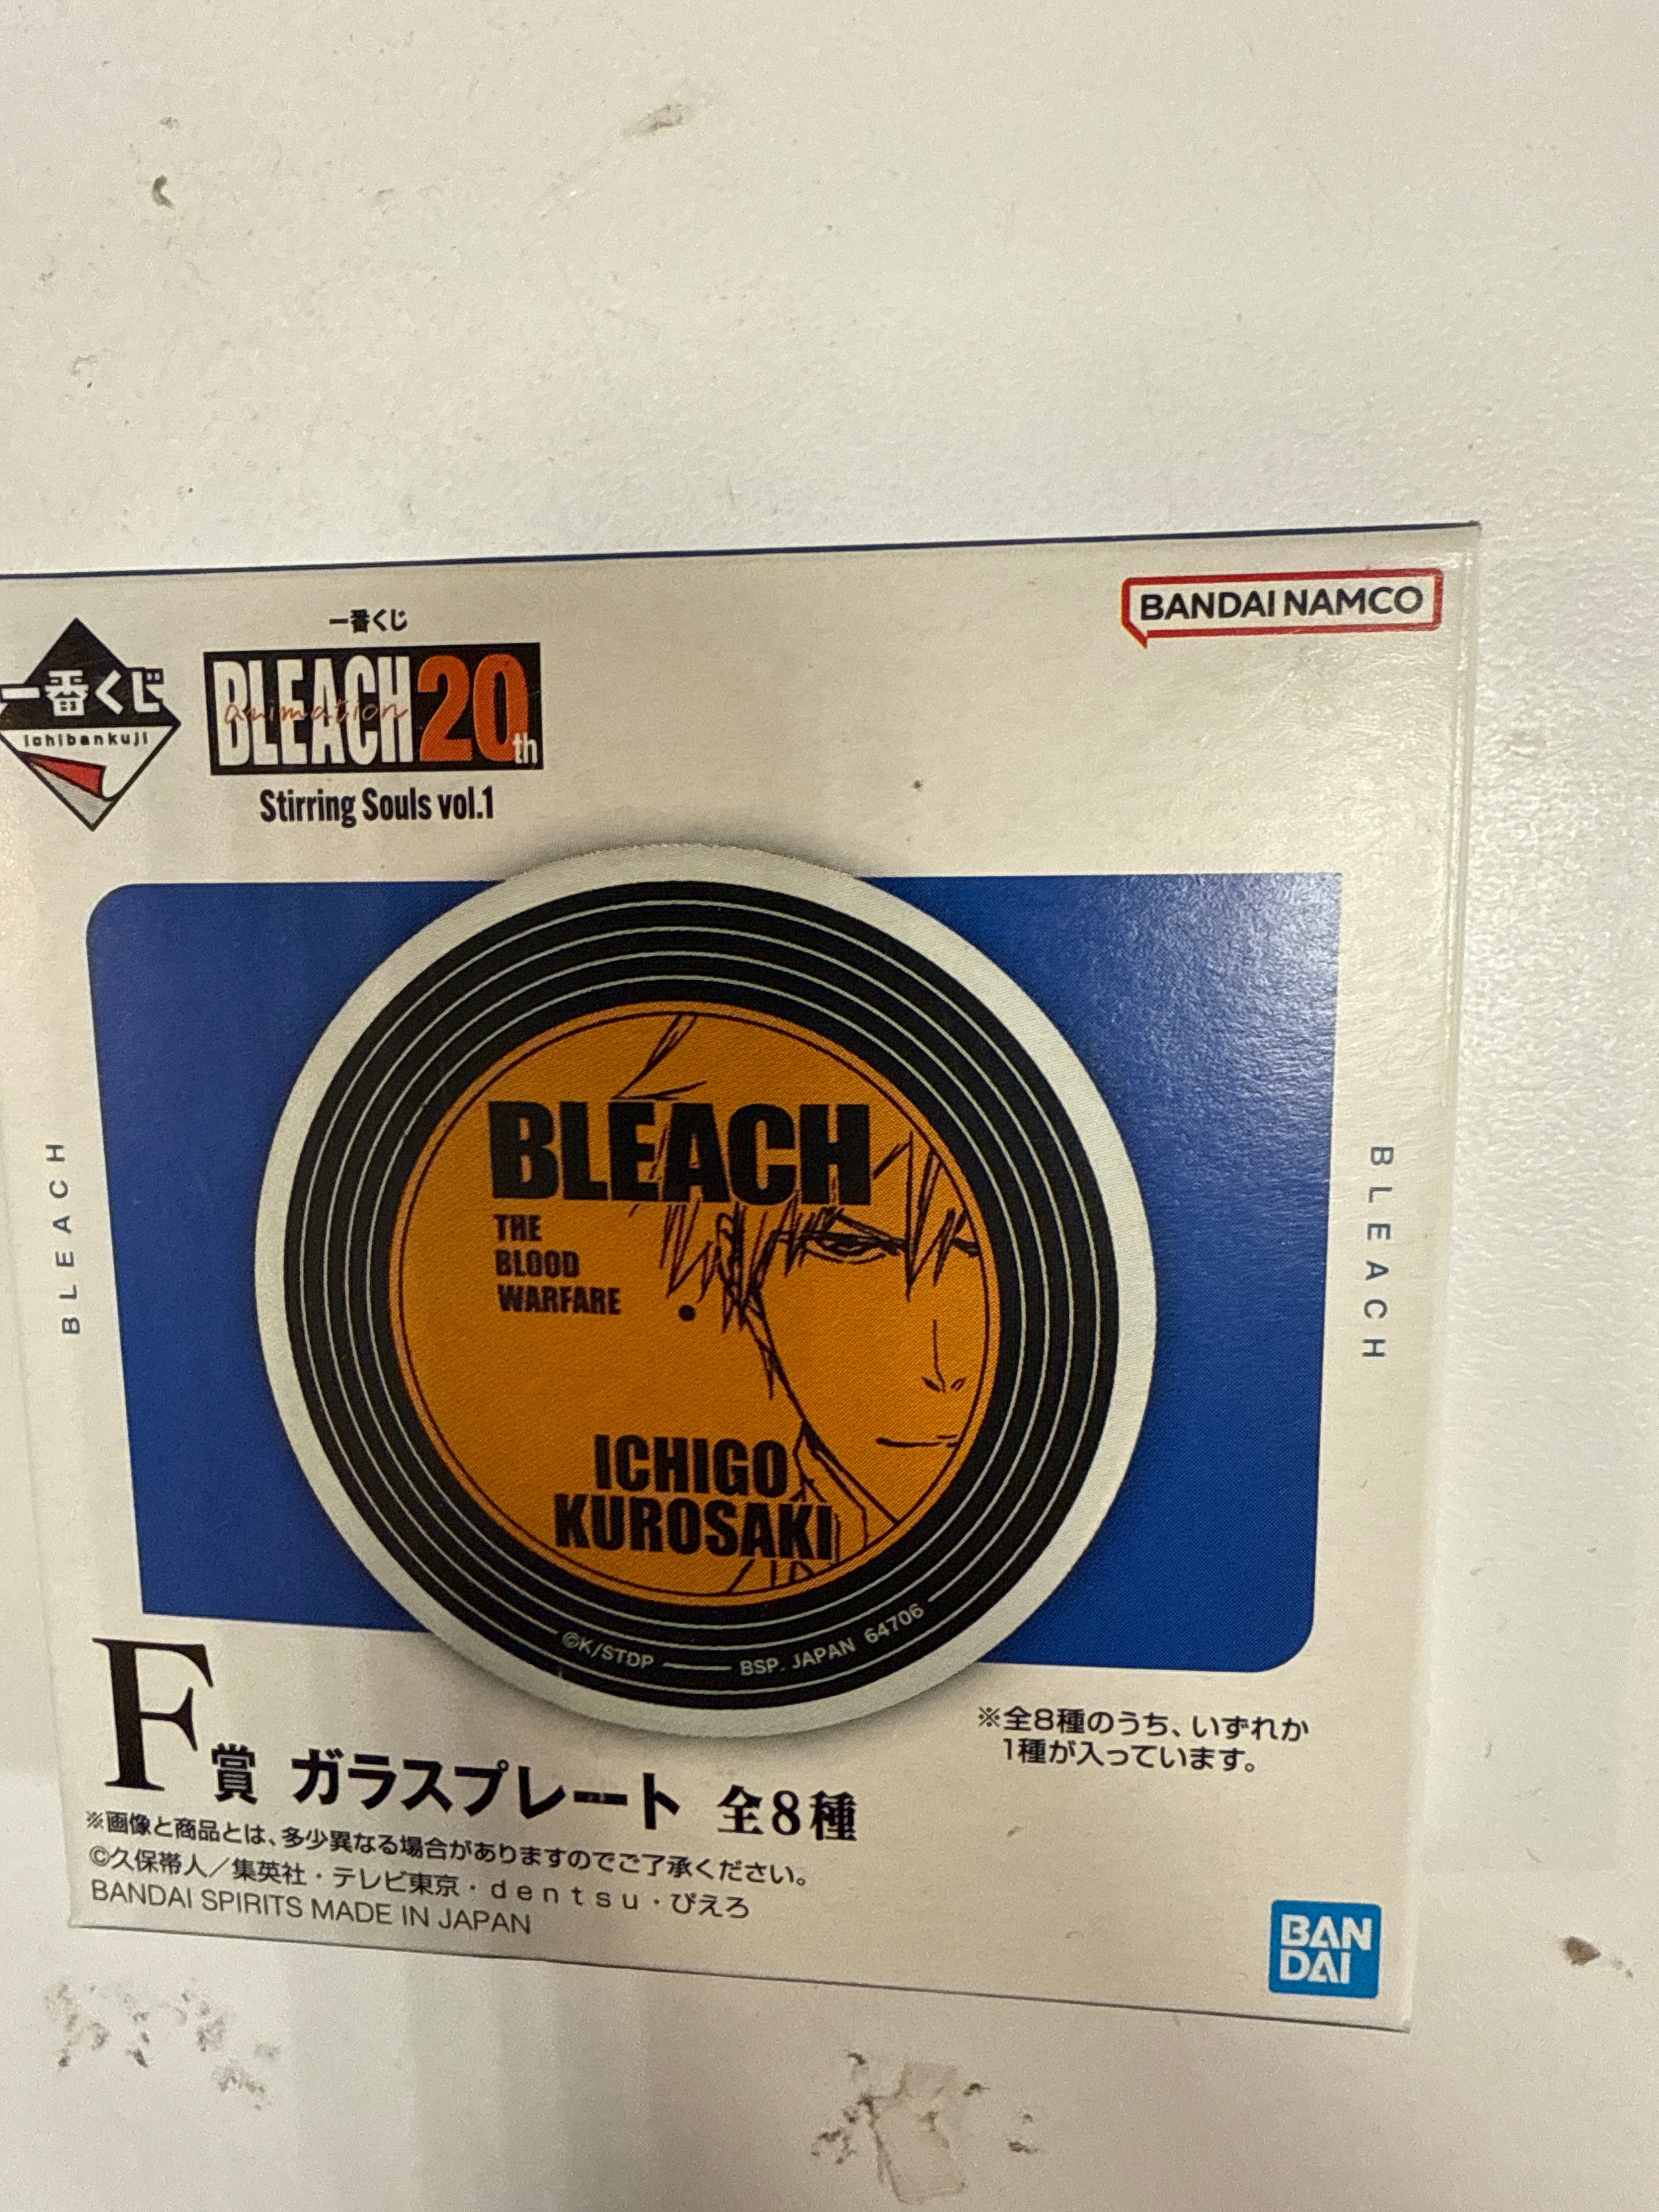 一番くじ
ichibankuji
一番くじ
BLEACH 20th
animation
Stirring Souls vol.1
BANDAI NAMCO
BLEACH
BLEACH
THE
BLOOD
WARFARE
ICHIGO
KUROSAKI
©K/STDP BSP. JAPAN 64706
BLEACH
F賞 ガラスプレート 全8種
※全8種のうち、いずれか
1種が入っています。
※画像と商品とは、多少異なる場合がありますのでご了承ください。
©久保帯人/集英社・テレビ東京・dentsu・ぴえろ
BANDAI SPIRITS MADE IN JAPAN
BAN
DAI